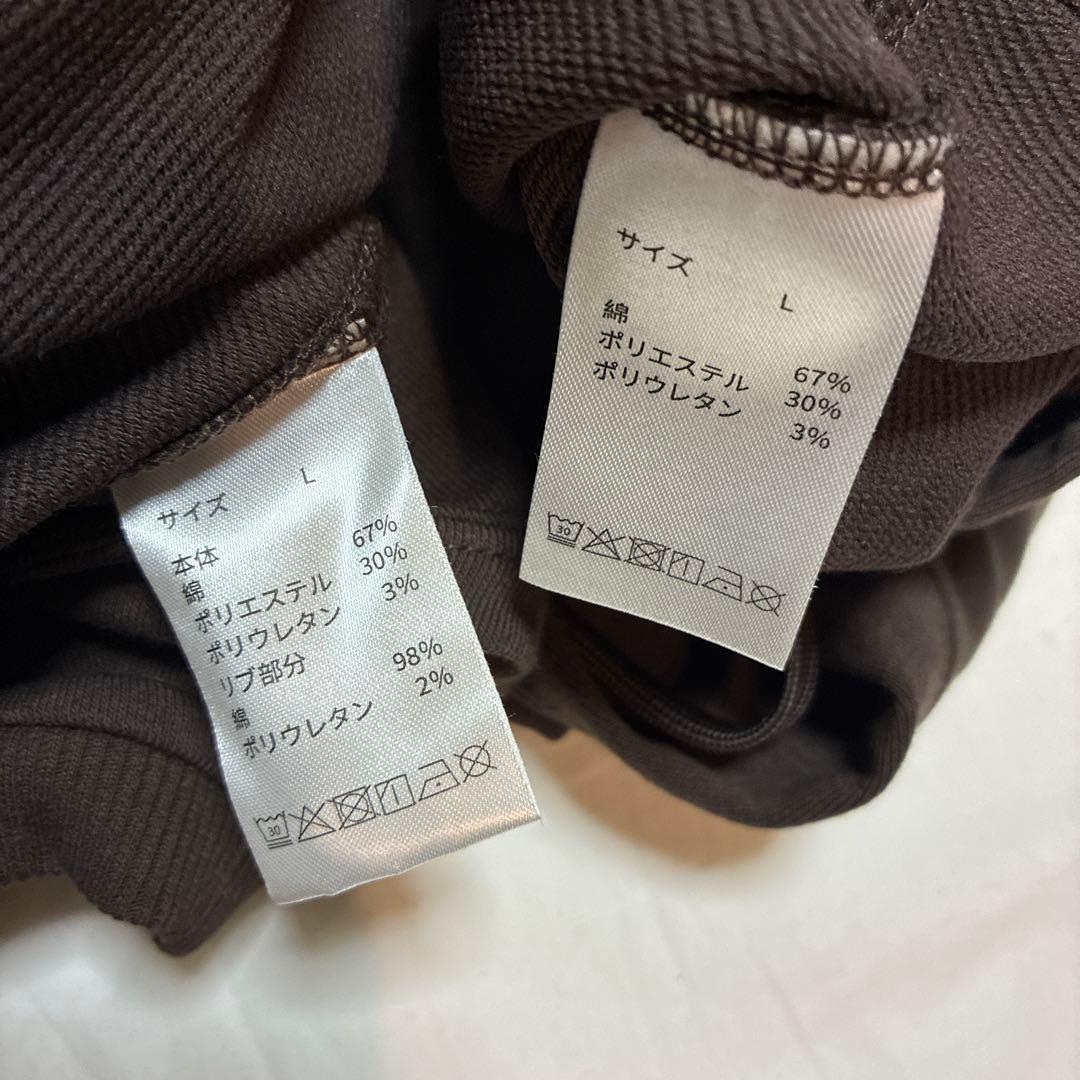 サイズ L
本体
綿 67%
ポリエステル 30%
ポリウレタン 3%
リブ部分
綿 98%
ポリウレタン 2%
30
サイズ L
綿 67%
ポリエステル 30%
ポリウレタン 3%
30